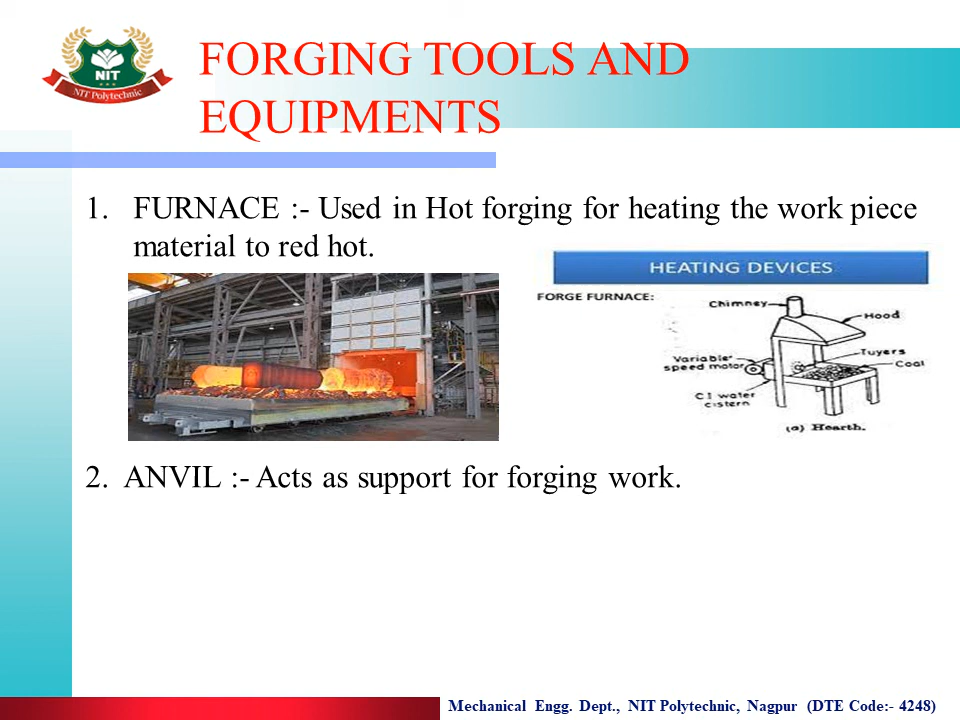 NIT
NIT Polytechnic
FORGING TOOLS AND
EQUIPMENTS
1. FURNACE :- Used in Hot forging for heating the work piece
material to red hot.
HEATING DEVICES
FORGE FURNACE:
Chimney
Hood
Variable
speed motor
Tuyers
Coal
C I water
cistern
(a) Hearth.
2. ANVIL :- Acts as support for forging work.
Mechanical Engg. Dept., NIT Polytechnic, Nagpur (DTE Code:- 4248)